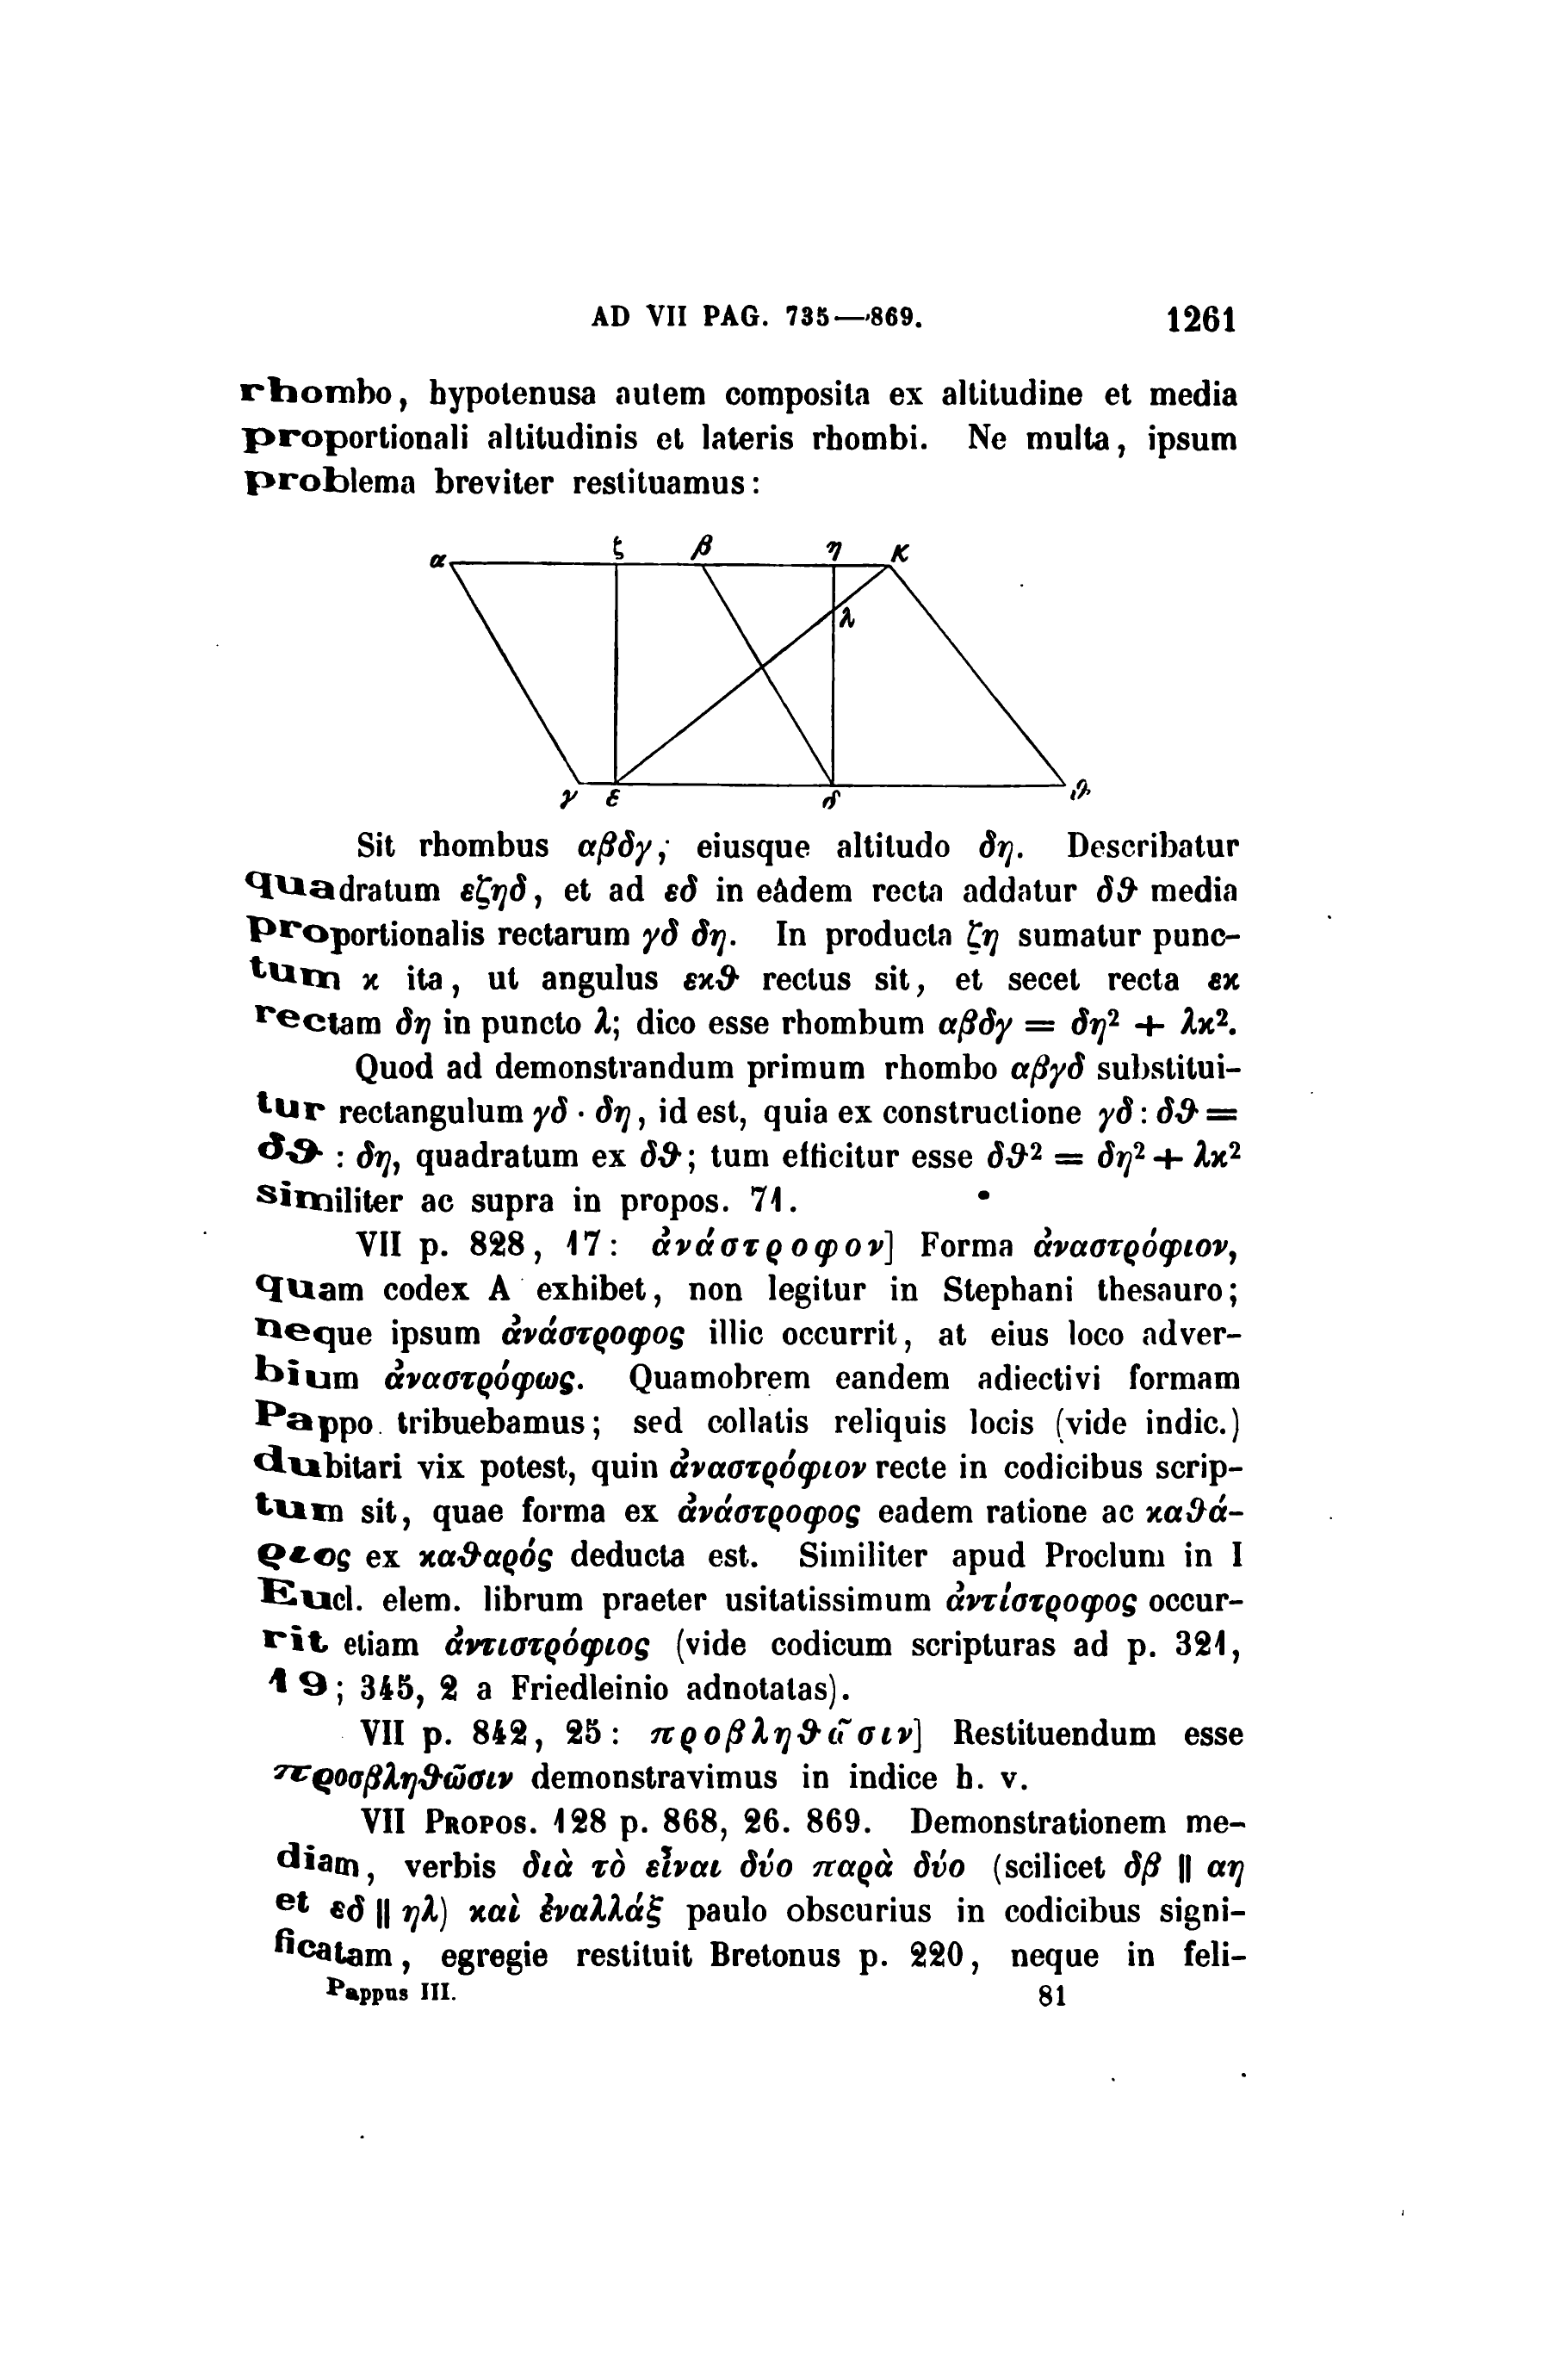 AD VII PAG. 735—869. 1261
rhombo, hypotenusa autem composita ex altitudine et media
proportionali altitudinis et lateris rhombi. Ne multa, ipsum
problema breviter restituamus:
α ζ β η κ
λ
γ ε δ ϑ
Sit rhombus αβδγ, eiusque altitudo δη. Describatur
quadratum εζηδ, et ad εδ in eâdem recta addatur δϑ media
proportionalis rectarum γδ δη. In producta ζη sumatur punc-
tum κ ita, ut angulus εκϑ rectus sit, et secet recta εκ
rectam δη in puncto λ; dico esse rhombum αβδγ = δη² + λκ².
Quod ad demonstrandum primum rhombo αβγδ substitui-
tur rectangulum γδ · δη, id est, quia ex constructione γδ : δϑ =
δϑ : δη, quadratum ex δϑ; tum efficitur esse δϑ² = δη² + λκ²
similiter ac supra in propos. 71.
VII p. 828, 17: ἀνάστροφον] Forma ἀναστρόφιον,
quam codex A exhibet, non legitur in Stephani thesauro;
neque ipsum ἀνάστροφος illic occurrit, at eius loco adver-
bium ἀναστρόφως. Quamobrem eandem adiectivi formam
Pappo tribuebamus; sed collatis reliquis locis (vide indic.)
dubitari vix potest, quin ἀναστρόφιον recte in codicibus scrip-
tum sit, quae forma ex ἀνάστροφος eadem ratione ac καϑά-
ριος ex καϑαρός deducta est. Similiter apud Proclum in I
Eucl. elem. librum praeter usitatissimum ἀντίστροφος occur-
rit etiam ἀντιστρόφιος (vide codicum scripturas ad p. 321,
19; 345, 2 a Friedleinio adnotatas).
VII p. 842, 25: προβληϑῶσιν] Restituendum esse
προσβληϑῶσιν demonstravimus in indice h. v.
VII PROPOS. 128 p. 868, 26. 869. Demonstrationem me-
diam, verbis διὰ τὸ εἶναι δύο παρὰ δύο (scilicet δβ || αη
et εδ || ηλ) καὶ ἐναλλάξ paulo obscurius in codicibus signi-
ficatam, egregie restituit Bretonus p. 220, neque in feli-
Pappus III. 81